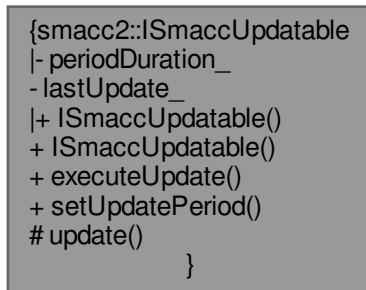 {smacc2::ISmaccUpdatable
|- periodDuration_
- lastUpdate_
|+ ISmaccUpdatable()
+ ISmaccUpdatable()
+ executeUpdate()
+ setUpdatePeriod()
# update()
}